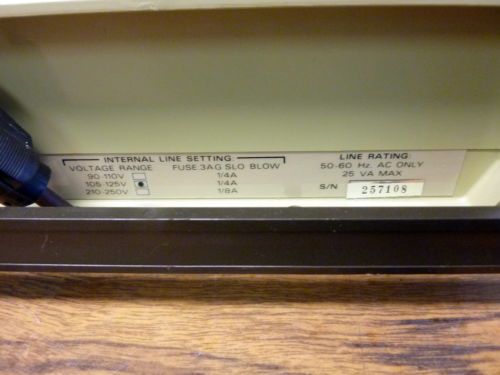 INTERNAL LINE SETTING:
VOLTAGE RANGE FUSE:3AG SLO BLOW
90-110V 1/4A
105-125V 1/4A
210-250V 1/8A
LINE RATING:
50-60 Hz. AC ONLY
25 VA MAX
S/N 257108